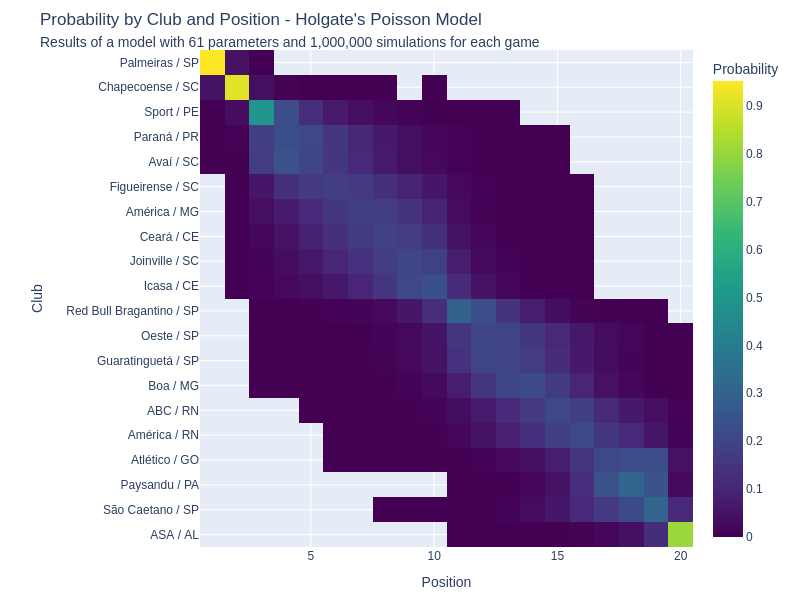 Probability by Club and Position - Holgate's Poisson Model
Results of a model with 61 parameters and 1,000,000 simulations for each game
Probability
Club
Palmeiras / SP
Chapecoense / SC
Sport / PE
Paraná / PR
Avaí / SC
Figueirense / SC
América / MG
Ceará / CE
Joinville / SC
Icasa / CE
Red Bull Bragantino / SP
Oeste / SP
Guaratinguetá / SP
Boa / MG
ABC / RN
América / RN
Atlético / GO
Paysandu / PA
São Caetano / SP
ASA / AL
0.9
0.8
0.7
0.6
0.5
0.4
0.3
0.2
0.1
0
5
10
15
20
Position